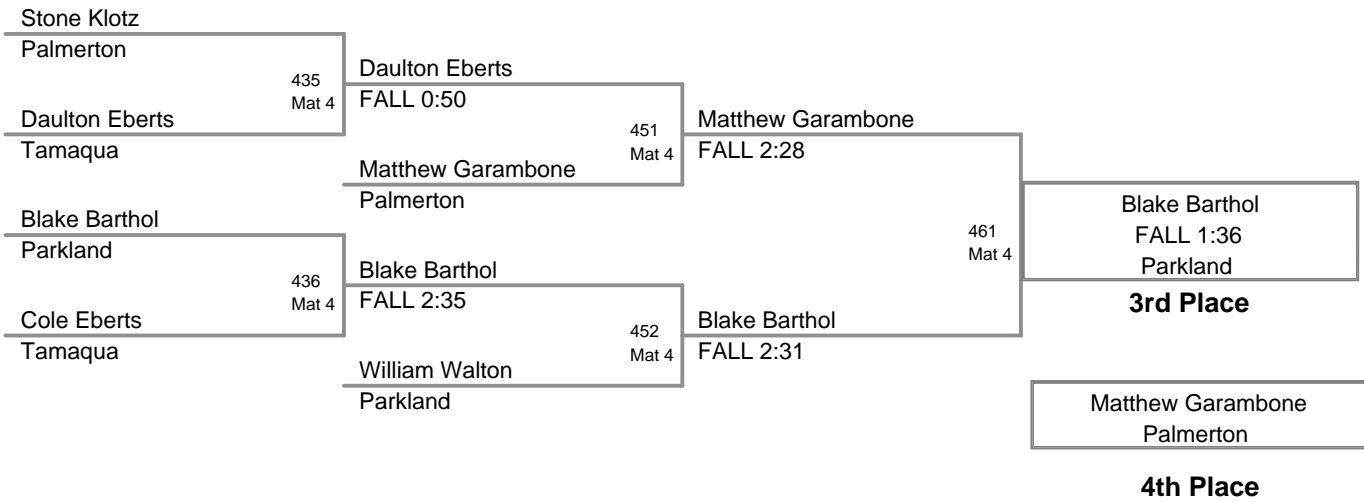 Stone Klotz
Palmerton
435
Mat 4
Daulton Eberts
Tamaqua
Daulton Eberts
FALL 0:50
451
Mat 4
Matthew Garambone
Palmerton
Matthew Garambone
FALL 2:28
Blake Barthol
Parkland
436
Mat 4
Cole Eberts
Tamaqua
Blake Barthol
FALL 2:35
452
Mat 4
William Walton
Parkland
Blake Barthol
FALL 2:31
461
Mat 4
Blake Barthol
FALL 1:36
Parkland
3rd Place
Matthew Garambone
Palmerton
4th Place